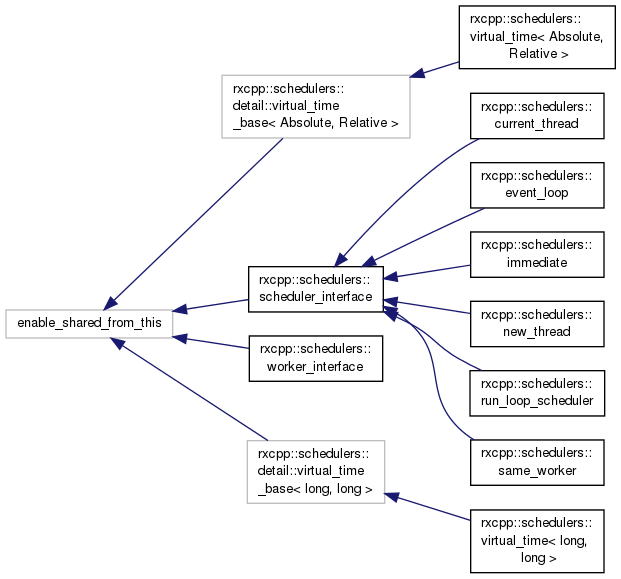 rxcpp::schedulers::
virtual_time< Absolute,
Relative >
rxcpp::schedulers::
detail::virtual_time
_base< Absolute, Relative >
rxcpp::schedulers::
current_thread
rxcpp::schedulers::
event_loop
rxcpp::schedulers::
immediate
rxcpp::schedulers::
scheduler_interface
enable_shared_from_this
rxcpp::schedulers::
new_thread
rxcpp::schedulers::
worker_interface
rxcpp::schedulers::
run_loop_scheduler
rxcpp::schedulers::
same_worker
rxcpp::schedulers::
detail::virtual_time
_base< long, long >
rxcpp::schedulers::
virtual_time< long,
long >